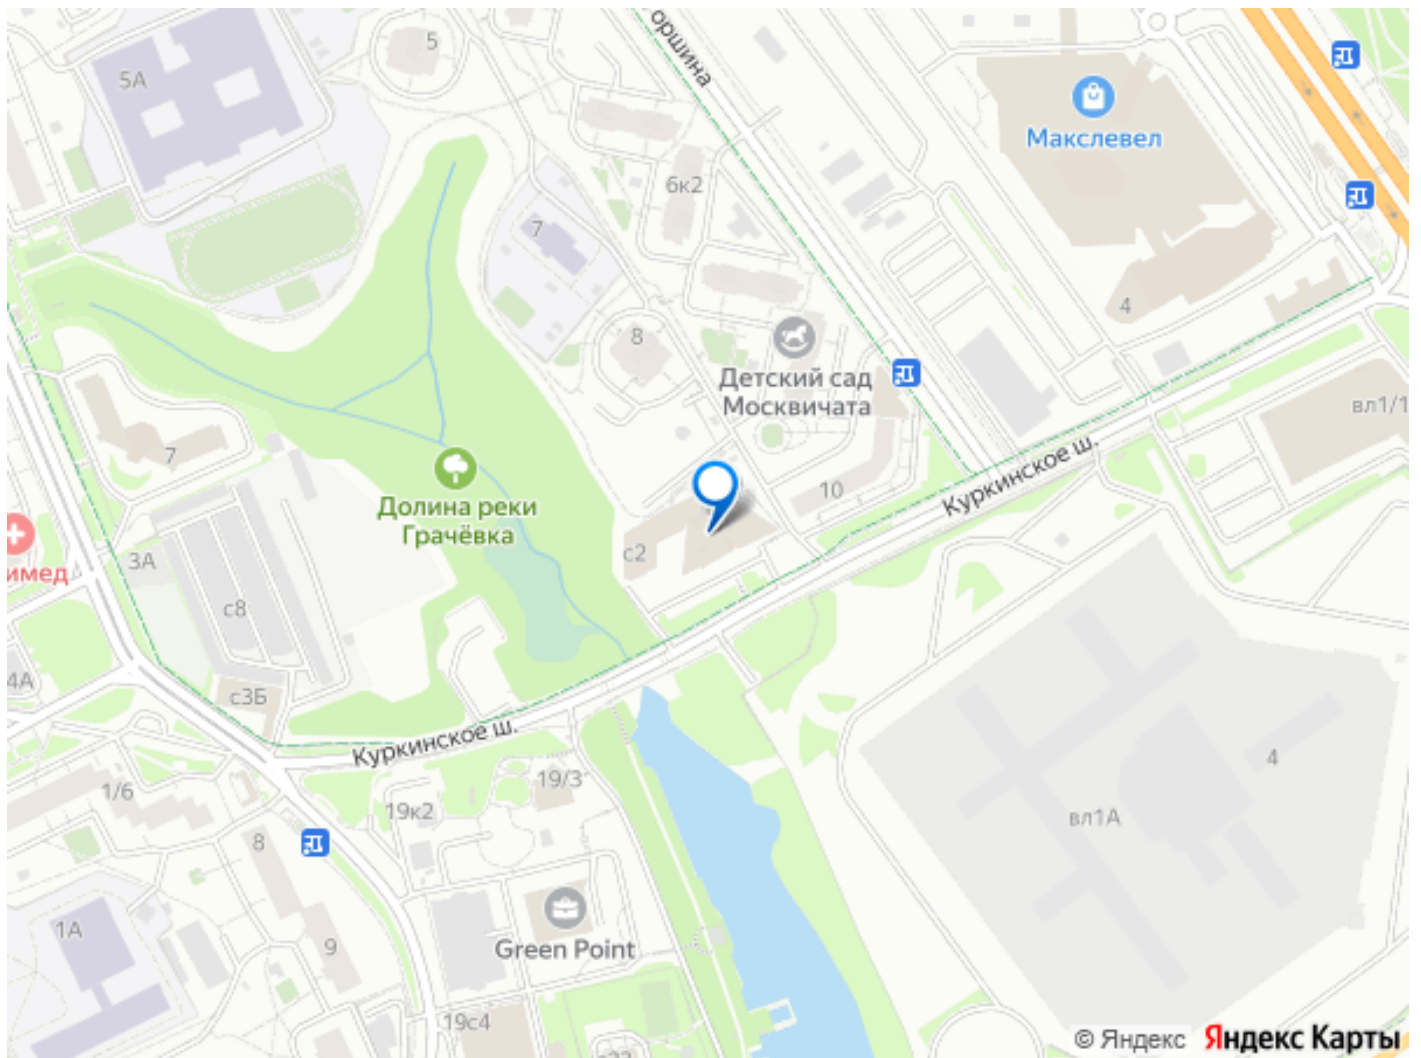 5
5А
оршина
Макслевел
6к2
7
4
8
Детский сад
Москвичата
вл1/1
Куркинское ш.
7
10
Долина реки
Грачёвка
имед
3А
с2
с8
4А
с3Б
Куркинское ш.
4
1/6
19/3
19к2
вл1А
8
1А
9
Green Point
19с4
© Яндекс Яндекс Карты